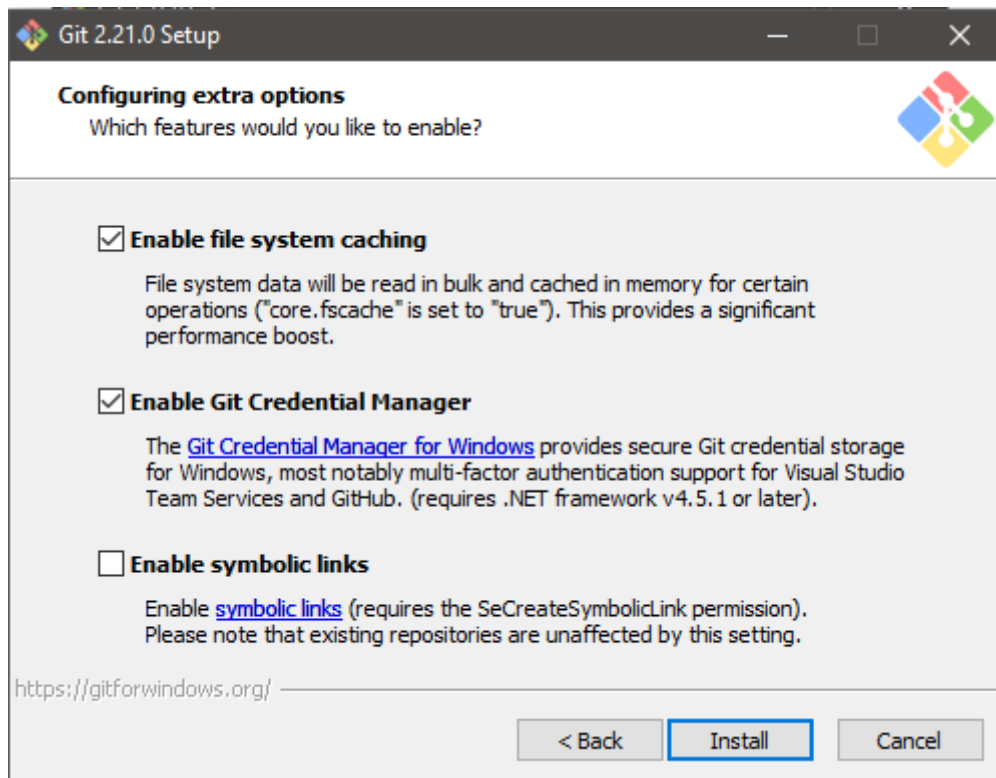 Git 2.21.0 Setup
Configuring extra options
Which features would you like to enable?
Enable file system caching
File system data will be read in bulk and cached in memory for certain
operations ("core.fscache" is set to "true"). This provides a significant
performance boost.
Enable Git Credential Manager
The Git Credential Manager for Windows provides secure Git credential storage
for Windows, most notably multi-factor authentication support for Visual Studio
Team Services and GitHub. (requires .NET framework v4.5.1 or later).
Enable symbolic links
Enable symbolic links (requires the SeCreateSymbolicLink permission).
Please note that existing repositories are unaffected by this setting.
https://gitforwindows.org/
< Back Install Cancel